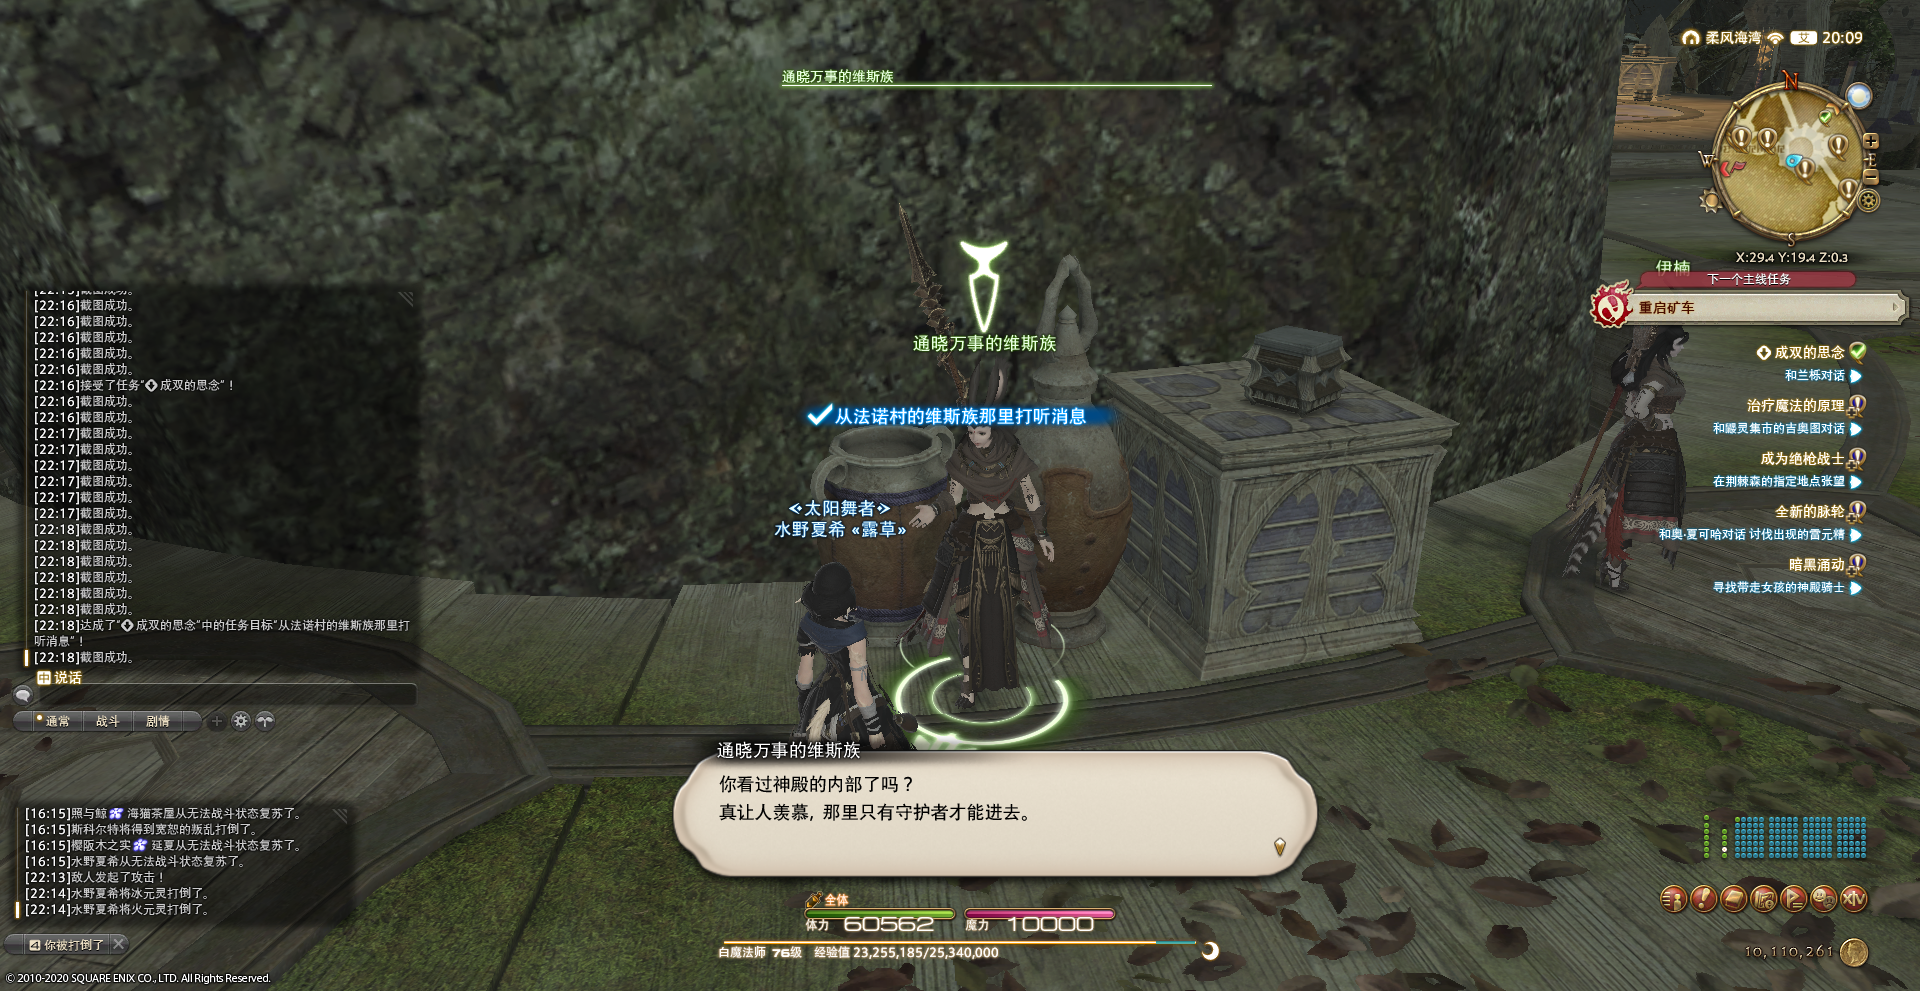 通晓万事的维斯族
柔风海湾 艾 20:09
N
W
E
S
X:29.4 Y:19.4 Z:0.3
伊楠
下一个主线任务
重启矿车
成双的思念
和兰栎对话
治疗魔法的原理
和鼹灵集市的吉奥图对话
成为绝枪战士
在荆棘森的指定地点张望
全新的脉轮
和奥·夏可哈对话 讨伐出现的雷元精
暗黑涌动
寻找带走女孩的神殿骑士
通晓万事的维斯族
从法诺村的维斯族那里打听消息
太阳舞者
水野夏希 «露草»
[22:15]截图成功。
[22:16]截图成功。
[22:16]截图成功。
[22:16]截图成功。
[22:16]截图成功。
[22:16]截图成功。
[22:16]接受了任务“成双的思念”！
[22:16]截图成功。
[22:16]截图成功。
[22:17]截图成功。
[22:17]截图成功。
[22:17]截图成功。
[22:17]截图成功。
[22:17]截图成功。
[22:17]截图成功。
[22:18]截图成功。
[22:18]截图成功。
[22:18]截图成功。
[22:18]截图成功。
[22:18]截图成功。
[22:18]截图成功。
[22:18]达成了“成双的思念”中的任务目标“从法诺村的维斯族那里打
听消息”！
[22:18]截图成功。
说话
通常 战斗 剧情
[16:15]照与鲸 海猫茶屋从无法战斗状态复苏了。
[16:15]斯科尔特将得到宽恕的叛乱打倒了。
[16:15]樱阪木之实 延夏从无法战斗状态复苏了。
[16:15]水野夏希从无法战斗状态复苏了。
[22:13]敌人发起了攻击！
[22:14]水野夏希将冰元灵打倒了。
[22:14]水野夏希将火元灵打倒了。
4 你被打倒了
© 2010-2020 SQUARE ENIX CO., LTD. All Rights Reserved.
通晓万事的维斯族
你看过神殿的内部了吗？
真让人羡慕，那里只有守护者才能进去。
全体
体力 60562 魔力 10000
白魔法师 76级 经验值 23,255,185/25,340,000
XIV
10,110,261